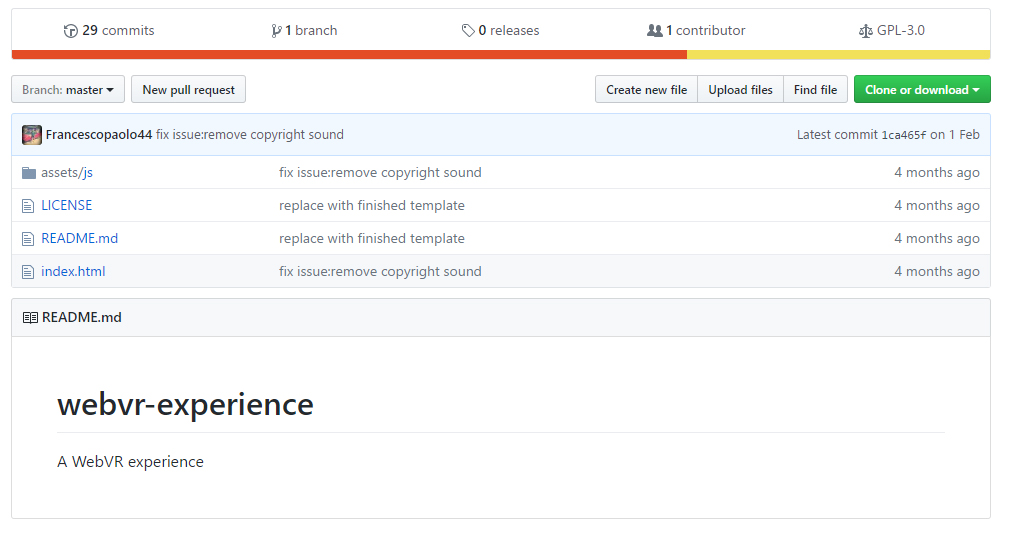 29 commits 1 branch 0 releases 1 contributor GPL-3.0
Branch: master New pull request Create new file Upload files Find file Clone or download
Francescopaolo44 fix issue:remove copyright sound Latest commit 1ca465f on 1 Feb
assets/js fix issue:remove copyright sound 4 months ago
LICENSE replace with finished template 4 months ago
README.md replace with finished template 4 months ago
index.html fix issue:remove copyright sound 4 months ago
README.md
webvr-experience
A WebVR experience